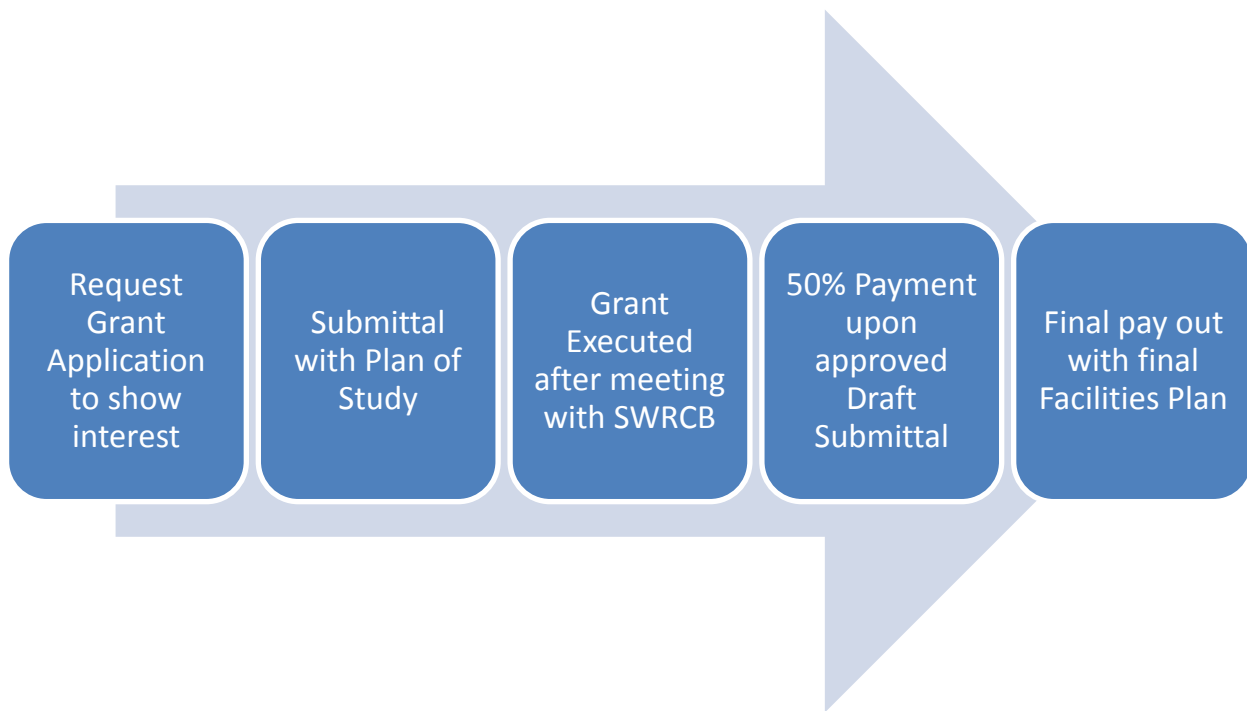 Request
Grant
Application
to show
interest
Submittal
with Plan of
Study
Grant
Executed
after meeting
with SWRCB
50% Payment
upon
approved
Draft
Submittal
Final pay out
with final
Facilities Plan